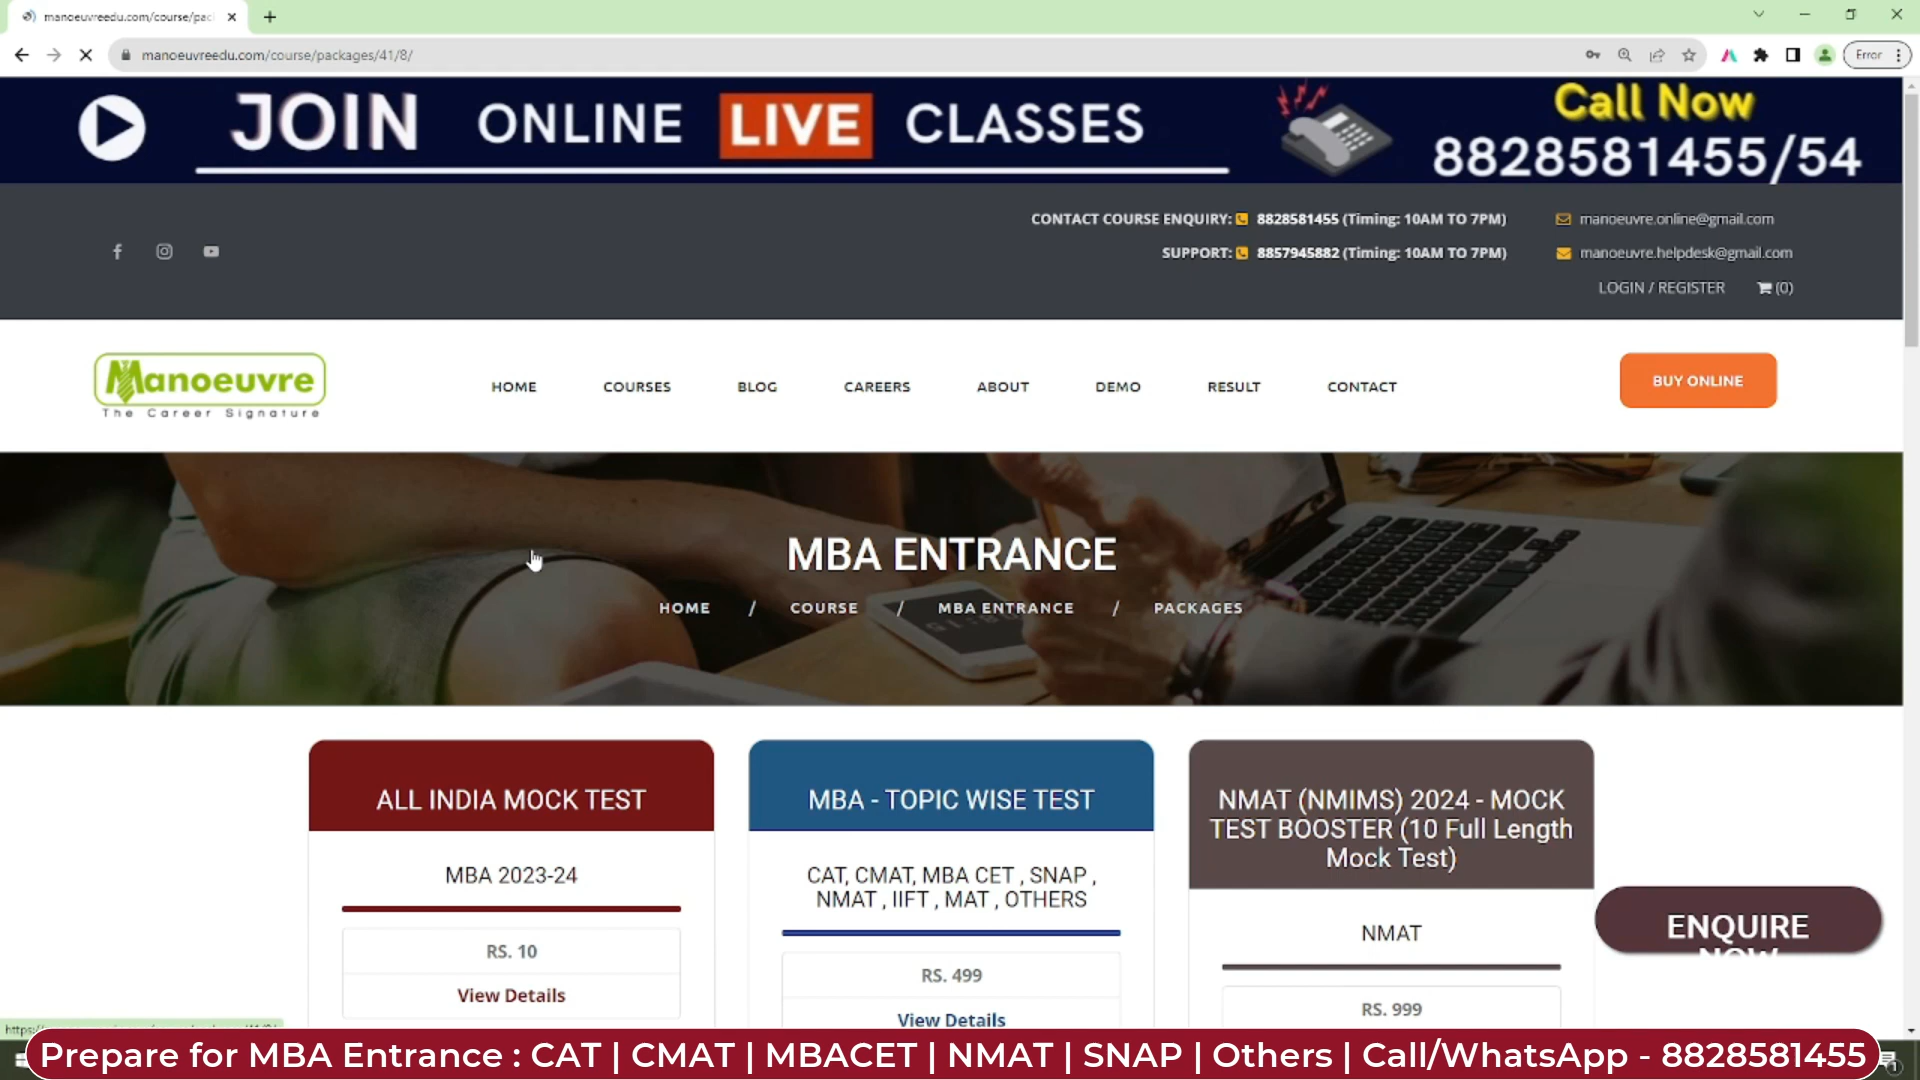 manoeuvreedu.com/course/pac
manoeuvreedu.com/course/packages/41/8/
Error
JOIN ONLINE LIVE CLASSES
Call Now
8828581455/54
CONTACT COURSE ENQUIRY: 8828581455 (Timing: 10AM TO 7PM)
manoeuvre.online@gmail.com
SUPPORT: 8857945882 (Timing: 10AM TO 7PM)
manoeuvre.helpdesk@gmail.com
LOGIN / REGISTER (0)
Manoeuvre
The Career Signature
HOME COURSES BLOG CAREERS ABOUT DEMO RESULT CONTACT
BUY ONLINE
MBA ENTRANCE
HOME / COURSE / MBA ENTRANCE / PACKAGES
ALL INDIA MOCK TEST
MBA 2023-24
RS. 10
View Details
MBA - TOPIC WISE TEST
CAT, CMAT, MBA CET , SNAP ,
NMAT , IIFT , MAT , OTHERS
RS. 499
View Details
NMAT (NMIMS) 2024 - MOCK
TEST BOOSTER (10 Full Length
Mock Test)
NMAT
RS. 999
ENQUIRE
NOW
Prepare for MBA Entrance : CAT | CMAT | MBACET | NMAT | SNAP | Others | Call/WhatsApp - 8828581455